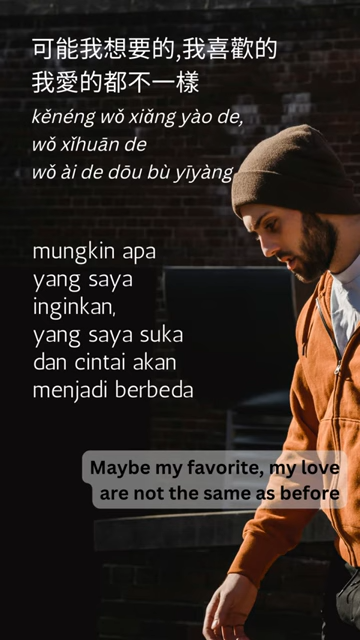 可能我想要的,我喜歡的
我愛的都不一樣
kěnéng wǒ xiǎng yào de,
wǒ xǐhuān de
wǒ ài de dōu bù yīyàng
mungkin apa
yang saya
inginkan,
yang saya suka
dan cintai akan
menjadi berbeda
Maybe my favorite, my love
are not the same as before